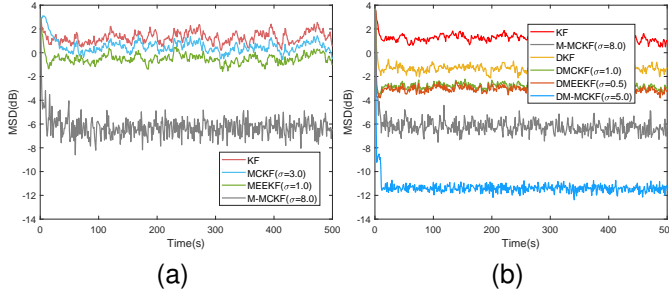 4
2
0
-2
-4
-6
-8
-10
-12
-14
MSD(dB)
0
100
200
300
400
500
Time(s)
KF
MCKF(σ=3.0)
MEEKF(σ=1.0)
M-MCKF(σ=8.0)
(a)
4
2
0
-2
-4
-6
-8
-10
-12
-14
MSD(dB)
0
100
200
300
400
500
Time(s)
KF
M-MCKF(σ=8.0)
DKF
DMCKF(σ=1.0)
DMEEKF(σ=0.5)
DM-MCKF(σ=5.0)
(b)